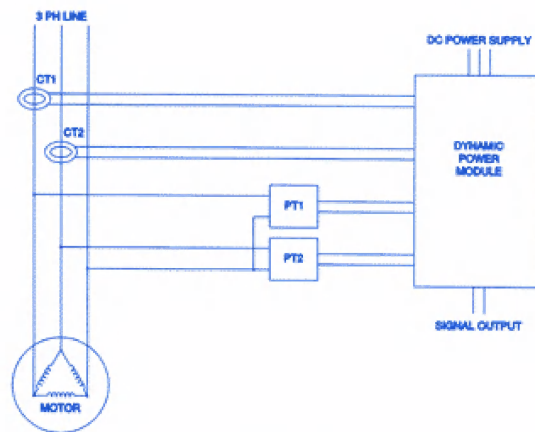 3 PH LINE
CT1
CT2
DC POWER SUPPLY
DYNAMIC
POWER
MODULE
PT1
PT2
SIGNAL OUTPUT
MOTOR